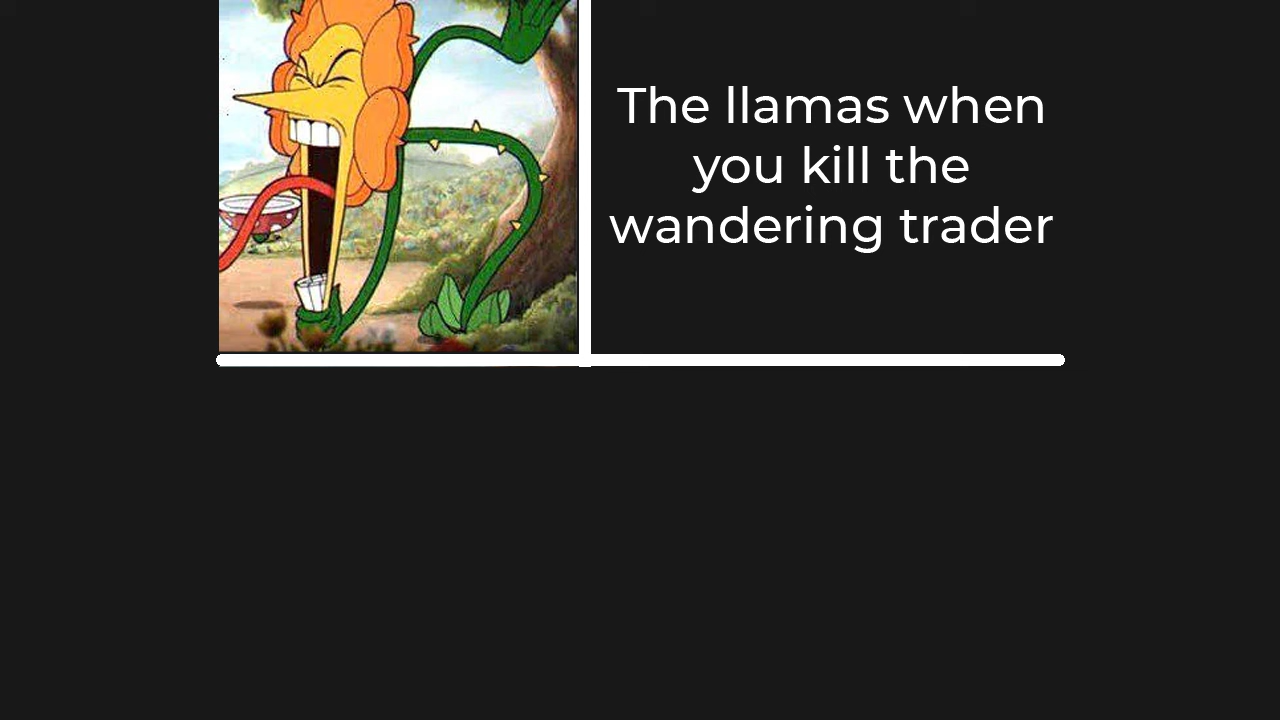 The llamas when
you kill the
wandering trader